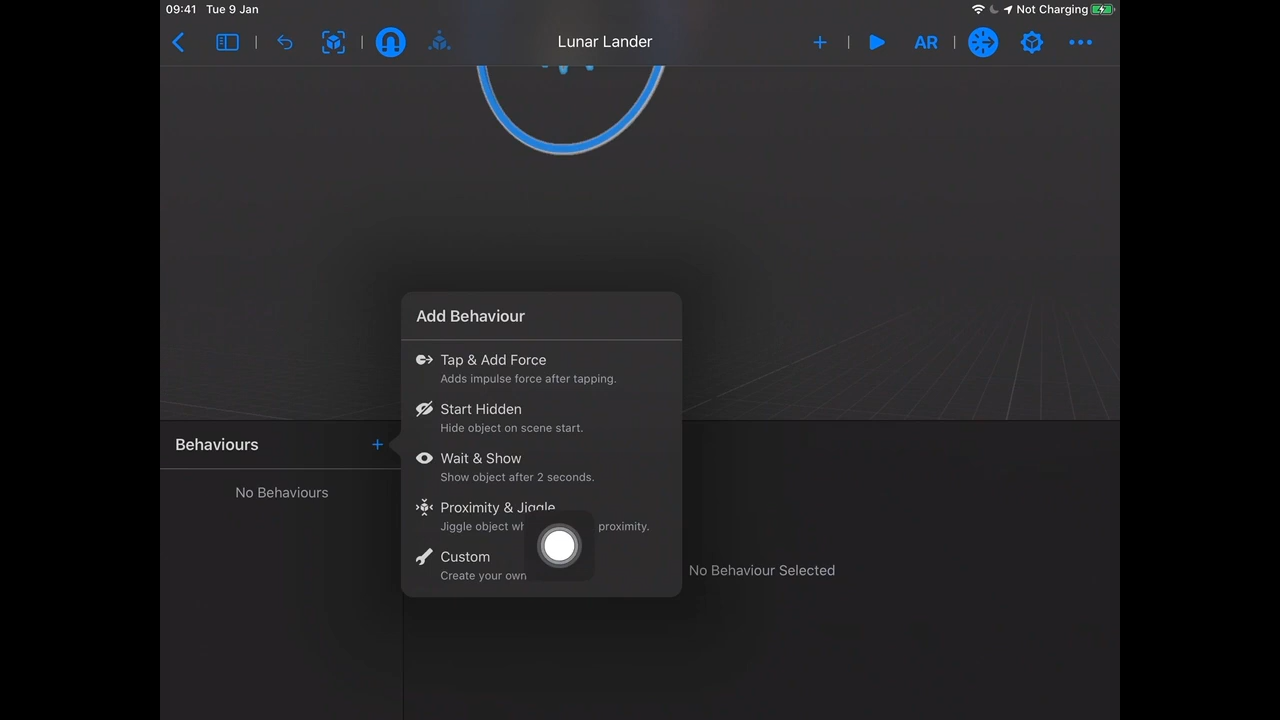 09:41 Tue 9 Jan
Not Charging
Lunar Lander
AR
Add Behaviour
Tap & Add Force
Adds impulse force after tapping.
Start Hidden
Hide object on scene start.
Behaviours
Wait & Show
Show object after 2 seconds.
No Behaviours
Proximity & Jiggle
Jiggle object proximity.
Custom
Create your own
No Behaviour Selected